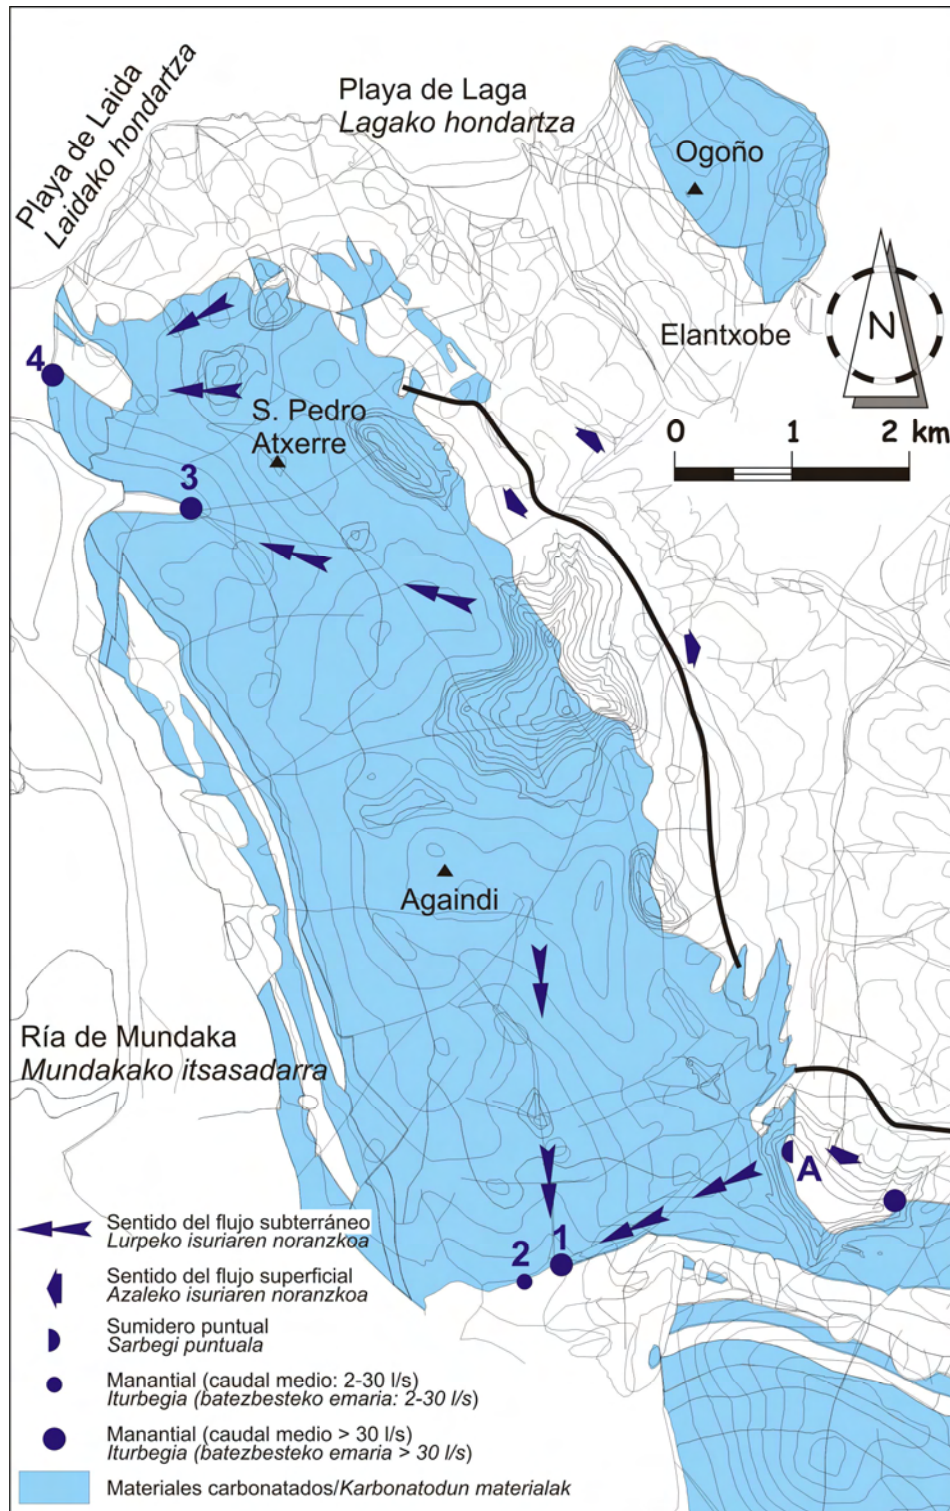 Playa de Laida
Laidako hondartza
Playa de Laga
Lagako hondartza
Ogoño
Elantxobe
N
0 1 2 km
4
S. Pedro
Atxerre
3
Againdi
Ría de Mundaka
Mundakako itsasadarra
A
1
2
Sentido del flujo subterráneo
Lurpeko isuriaren noranzkoa
Sentido del flujo superficial
Azaleko isuriaren noranzkoa
Sumidero puntual
Sarbegi puntuala
Manantial (caudal medio: 2-30 l/s)
Iturbegia (batezbesteko emaria: 2-30 l/s)
Manantial (caudal medio > 30 l/s)
Iturbegia (batezbesteko emaria > 30 l/s)
Materiales carbonatados/Karbonatodun materialak